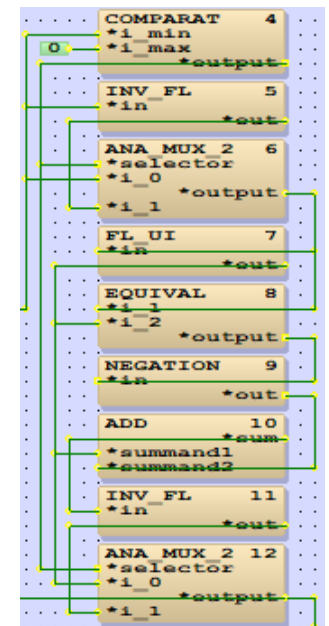 COMPARAT 4
*i_min
0 *i_max
*output
INV_FL 5
*in
*out
ANA_MUX_2 6
*selector
*i_0
*output
*i_1
FL_UI 7
*in
*out
EQUIVAL 8
*i_1
*i_2
*output
NEGATION 9
*in
*out
ADD 10
*sum
*summand1
*summand2
INV_FL 11
*in
*out
ANA_MUX_2 12
*selector
*i_0
*output
*i_1